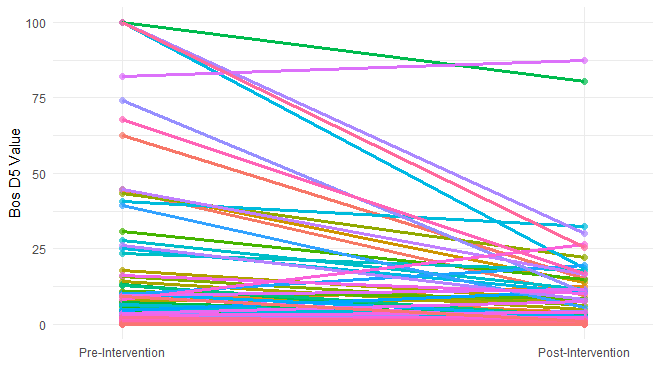 Bos D5 Value
100
75
50
25
0
Pre-Intervention
Post-Intervention